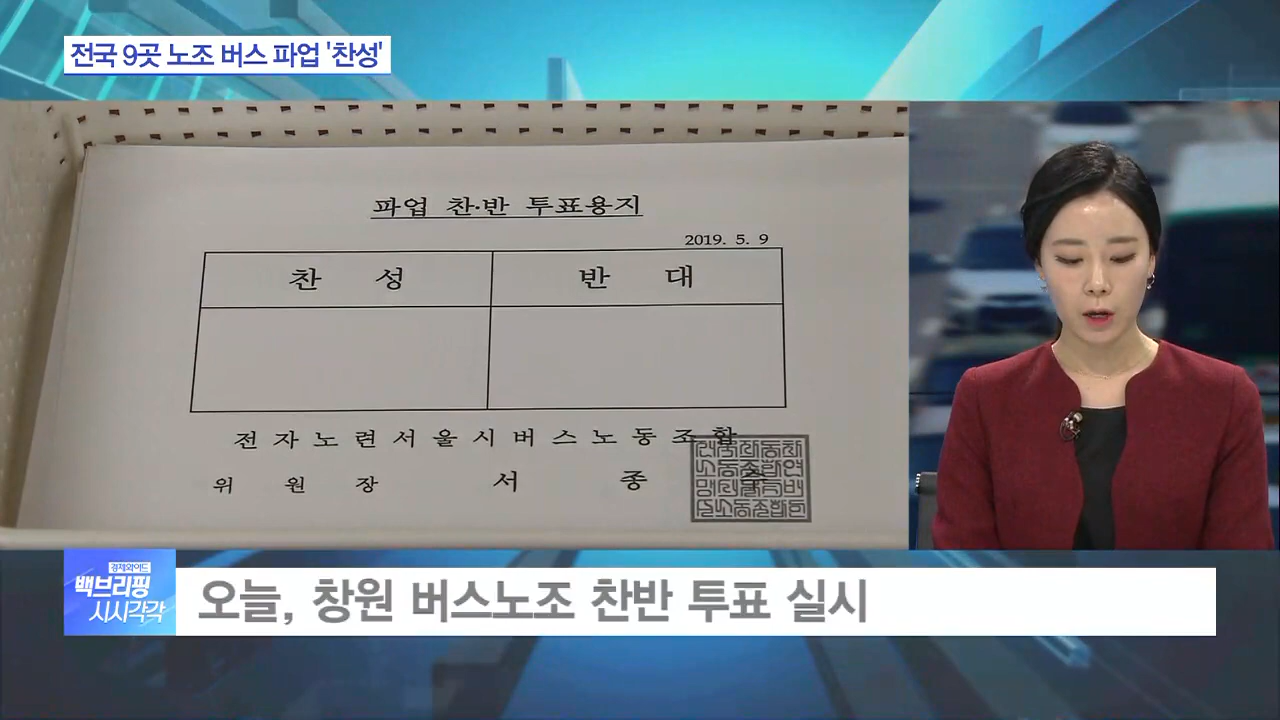 전국 9곳 노조 버스 파업 '찬성'
파업 찬·반 투표용지
2019. 5. 9
찬 성 반 대
전자노련서울시버스노동조합
위 원 장 서 종
경제와이드
백브리핑
시시각각
오늘, 창원 버스노조 찬반 투표 실시